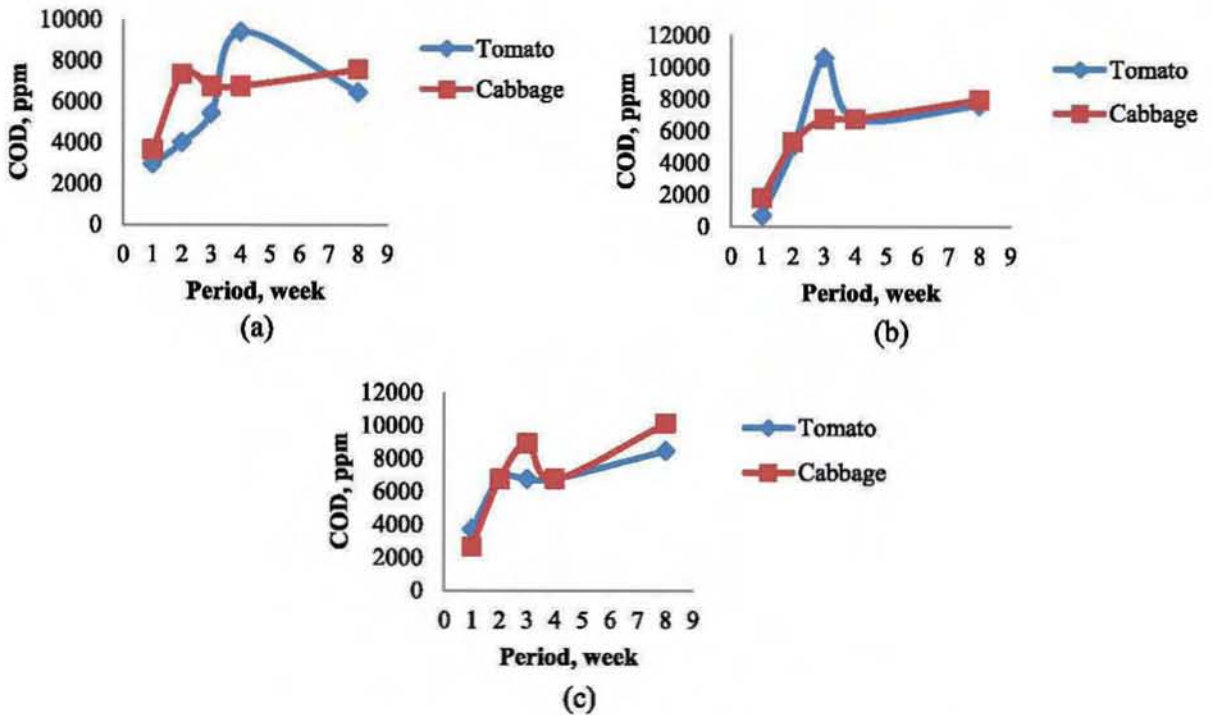 10000
8000
6000
4000
2000
0
COD, ppm
0 1 2 3 4 5 6 7 8 9
Period, week
Tomato
Cabbage
(a)
12000
10000
8000
6000
4000
2000
0
COD, ppm
0 1 2 3 4 5 6 7 8 9
Period, week
Tomato
Cabbage
(b)
12000
10000
8000
6000
4000
2000
0
COD, ppm
0 1 2 3 4 5 6 7 8 9
Period, week
Tomato
Cabbage
(c)